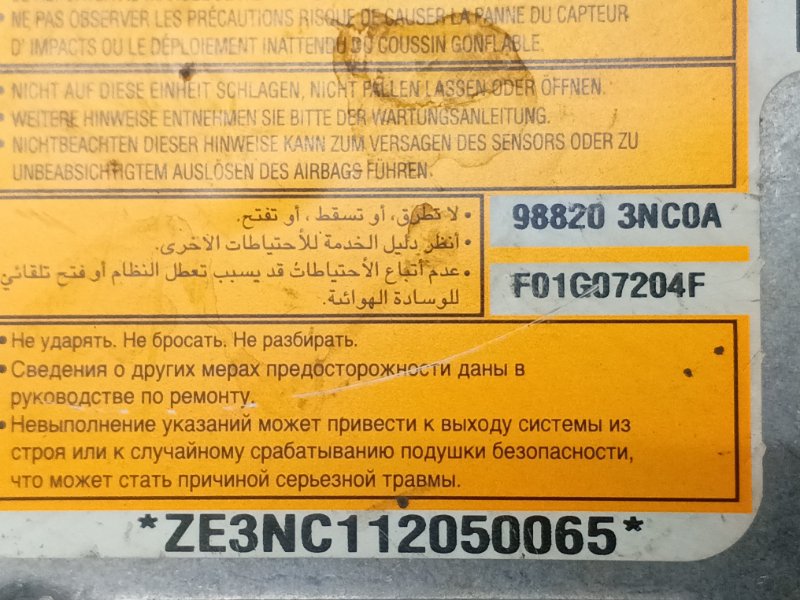 • NE PAS OBSERVER LES PRÉCAUTIONS RISQUE DE CAUSER LA PANNE DU CAPTEUR
D' IMPACTS OU LE DÉPLOIEMENT INATTENDU DU COUSSIN GONFLABLE.
• NICHT AUF DIESE EINHEIT SCHLAGEN, NICHT FALLEN LASSEN ODER ÖFFNEN.
• WEITERE HINWEISE ENTNEHMEN SIE BITTE DER WARTUNGSANLEITUNG.
• NICHTBEACHTEN DIESER HINWEISE KANN ZUM VERSAGEN DES SENSORS ODER ZU
UNBEABSICHTIGTEM AUSLÖSEN DES AIRBAGS FÜHREN.
• لا تطرق، أو تسقط، أو تفتح.
• أنظر دليل الخدمة للأحتياطات الاخرى.
• عدم أتباع الأحتياطات قد يسبب تعطل النظام أو فتح تلقائي
للوسادة الهوائية.
98820 3NC0A
F01G07204F
• Не ударять. Не бросать. Не разбирать.
• Сведения о других мерах предосторожности даны в
руководстве по ремонту.
• Невыполнение указаний может привести к выходу системы из
строя или к случайному срабатыванию подушки безопасности,
что может стать причиной серьезной травмы.
*ZE3NC112050065*